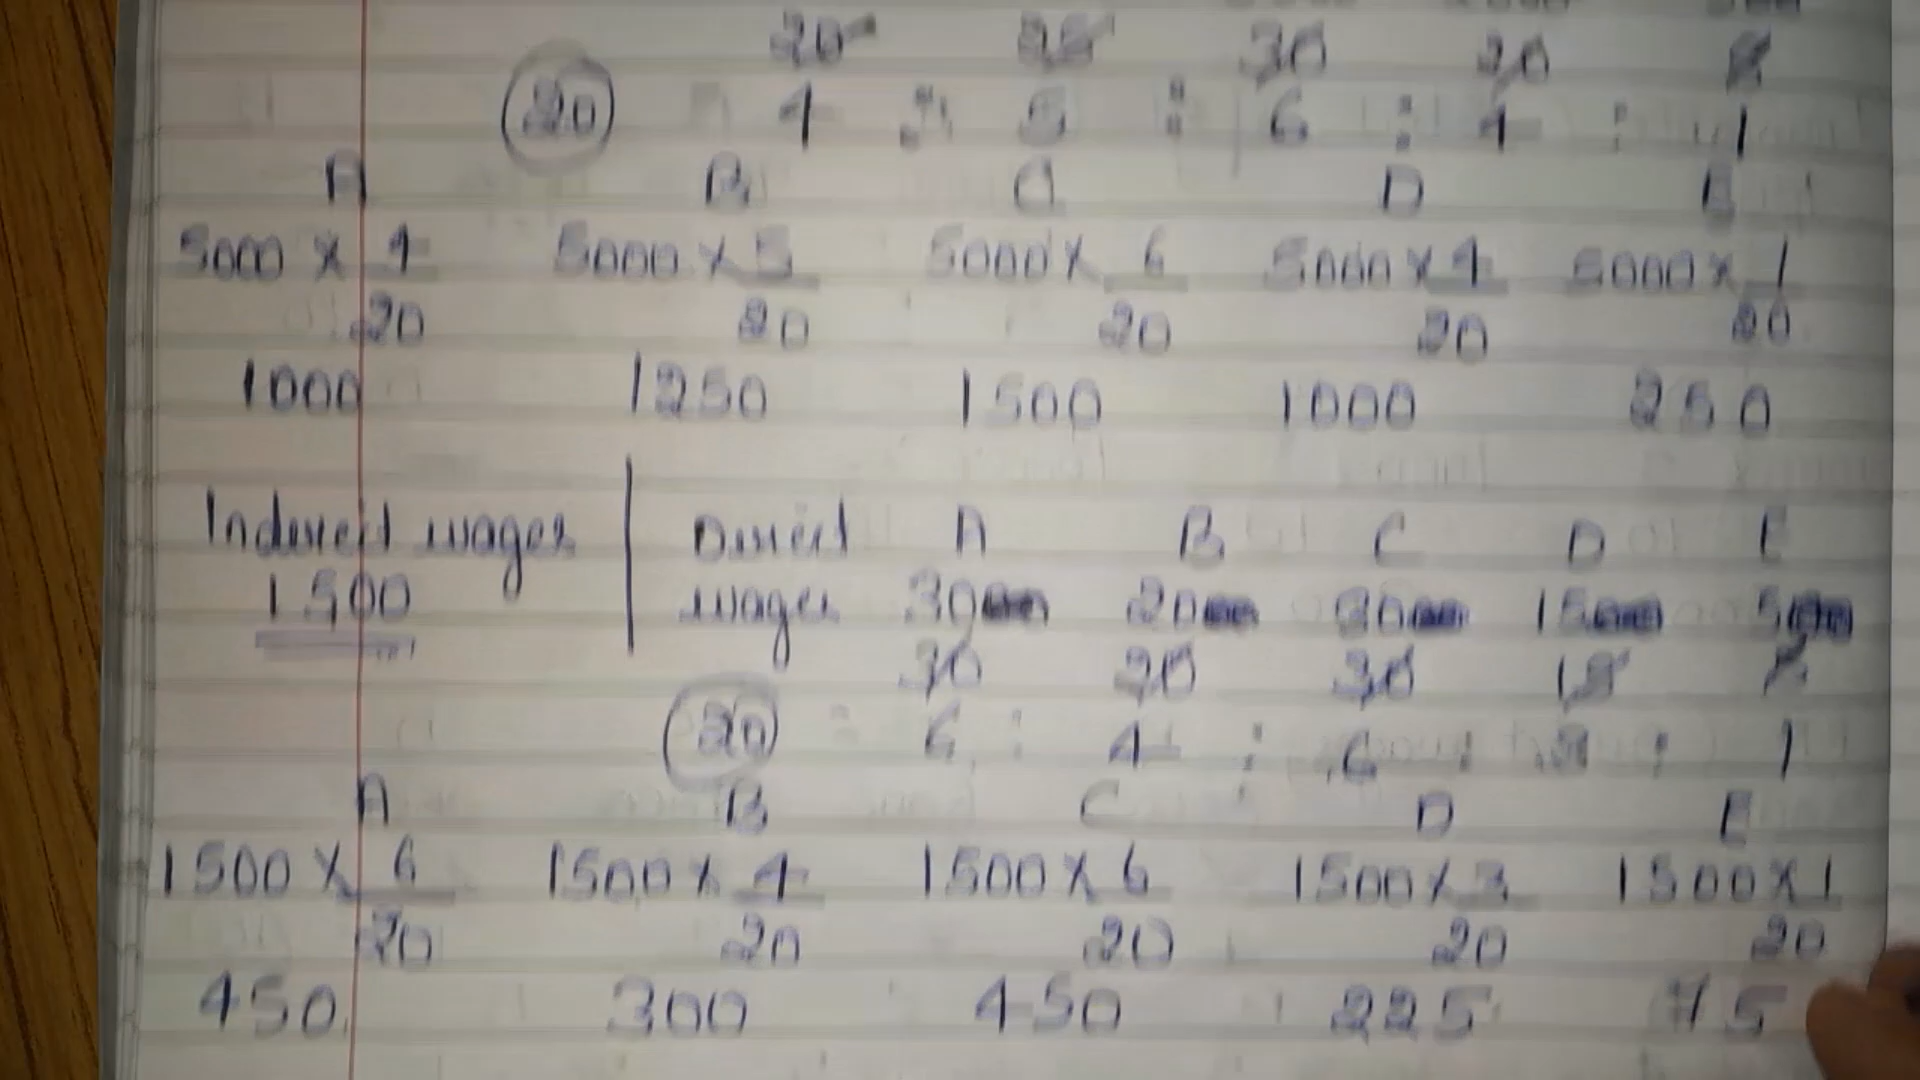 20 25 30 20 5
20 : 4 : 5 : 6 : 4 : 1
A B C D E
5000 × 4/20 5000 × 5/20 5000 × 6/20 5000 × 4/20 5000 × 1/20
1000 1250 1500 1000 250
Indirect wages Direct A B C D E
1500 wages 3000 2000 3000 1500 500
30 20 30 15 5
20 : 6 : 4 : 6 : 3 : 1
A B C D E
1500 × 6/20 1500 × 4/20 1500 × 6/20 1500 × 3/20 1500 × 1/20
450 300 450 225 75